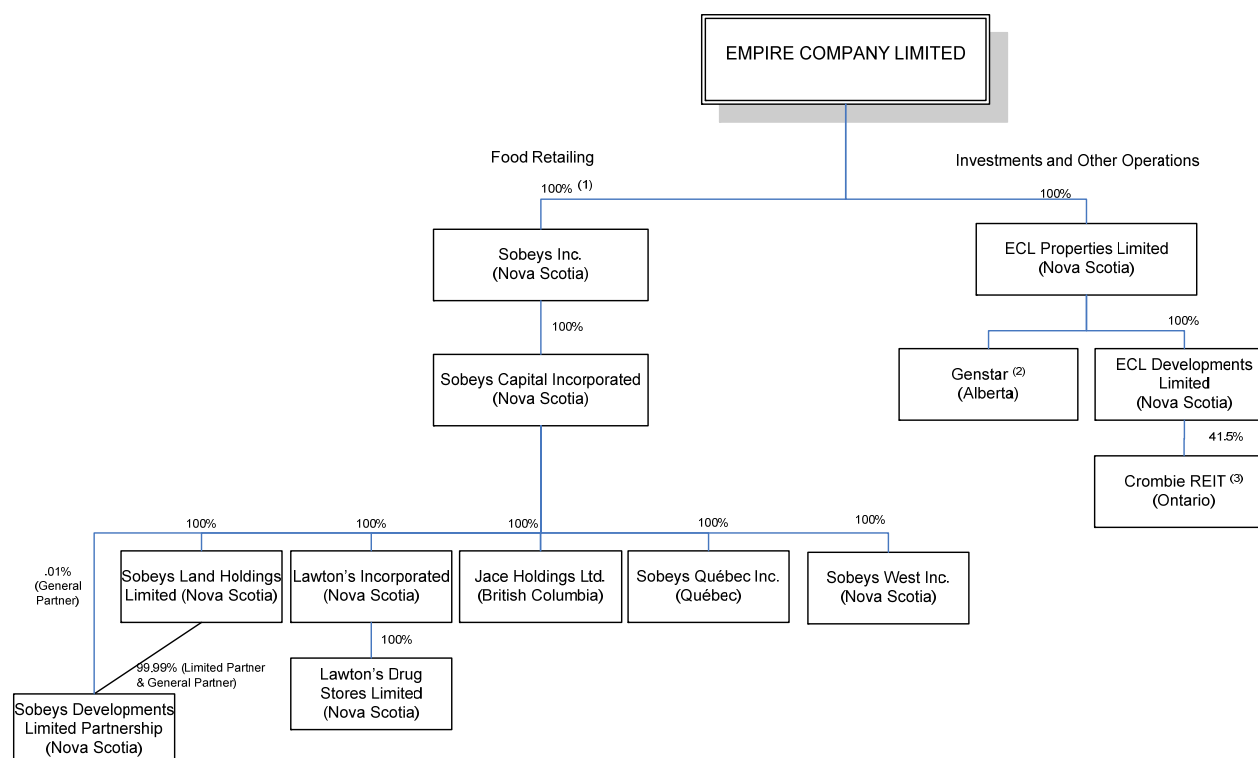 EMPIRE COMPANY LIMITED
Food Retailing
Investments and Other Operations
100% (1)
100%
Sobeys Inc.
(Nova Scotia)
ECL Properties Limited
(Nova Scotia)
100%
100%
Sobeys Capital Incorporated
(Nova Scotia)
Genstar (2)
(Alberta)
ECL Developments
Limited
(Nova Scotia)
41.5%
Crombie REIT (3)
(Ontario)
.01%
(General
Partner)
100%
100%
100%
100%
100%
Sobeys Land Holdings
Limited (Nova Scotia)
Lawton's Incorporated
(Nova Scotia)
Jace Holdings Ltd.
(British Columbia)
Sobeys Québec Inc.
(Québec)
Sobeys West Inc.
(Nova Scotia)
99.99% (Limited Partner
& General Partner)
100%
Sobeys Developments
Limited Partnership
(Nova Scotia)
Lawton's Drug
Stores Limited
(Nova Scotia)